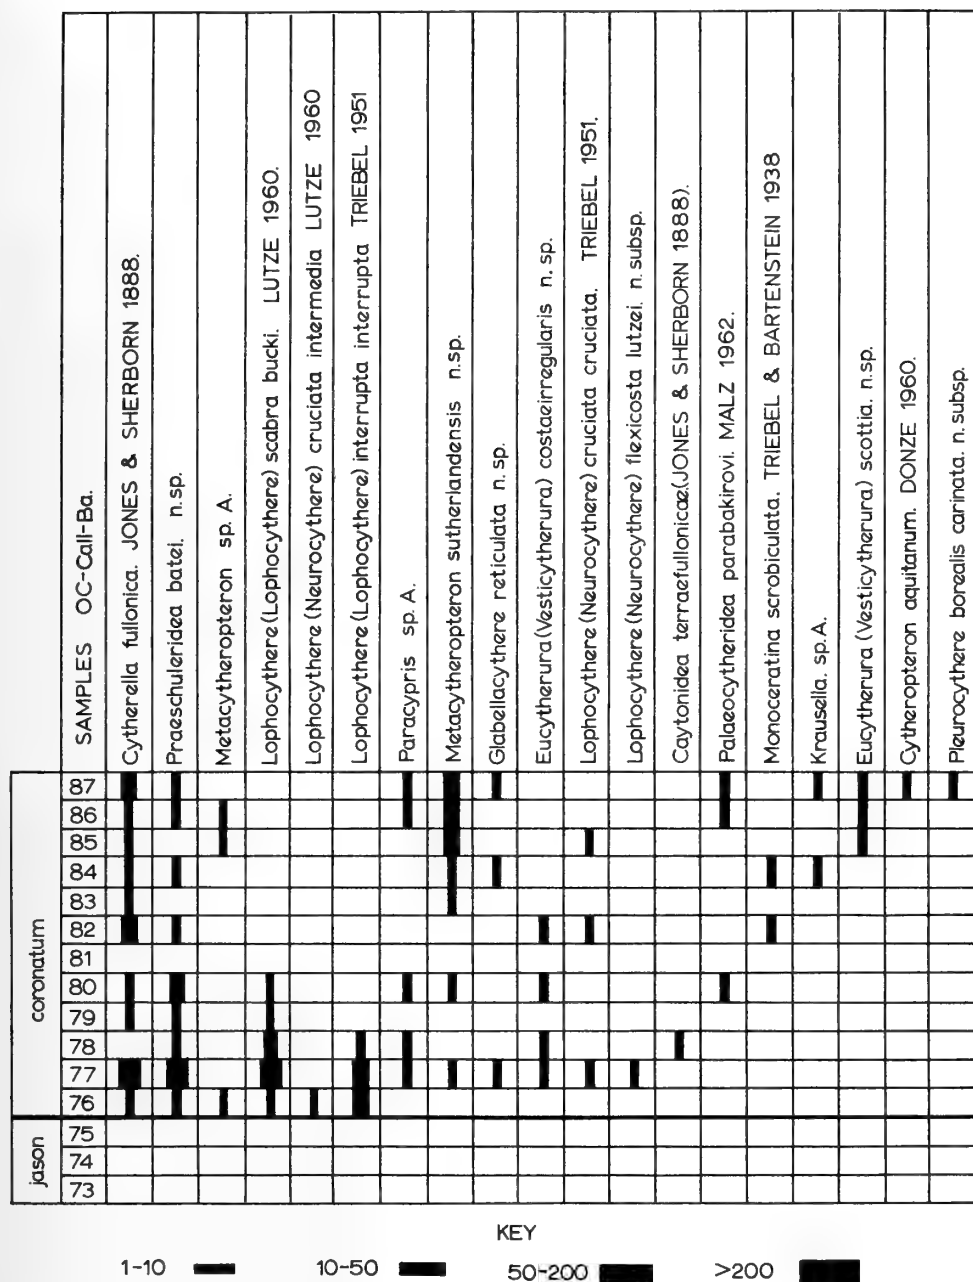 SAMPLES OC-Call-Ba.
Cytherella fullonica. JONES & SHERBORN 1888.
Praeschuleridea batei. n.sp.
Metacytheropteron sp. A.
Lophocythere (Lophocythere) scabra bucki. LUTZE 1960.
Lophocythere (Neurocythere) cruciata intermedia LUTZE 1960
Lophocythere (Lophocythere) interrupta interrupta TRIEBEL 1951
Paracypris sp. A.
Metacytheropteron sutherlandensis n.sp.
Glabellacythere reticulata n. sp.
Eucytherura (Vesticytherura) costaeirregularis n. sp.
Lophocythere (Neurocythere) cruciata cruciata. TRIEBEL 1951.
Lophocythere (Neurocythere) flexicosta lutzei. n. subsp.
Caytonidea terraefullonicae. (JONES & SHERBORN 1888).
Palaeocytheridea parabakirovi. MALZ 1962.
Monoceratina scrobiculata. TRIEBEL & BARTENSTEIN 1938
Krausella. sp. A.
Eucytherura (Vesticytherura) scottia. n.sp.
Cytheropteron aquitanum. DONZE 1960.
Pleurocythere borealis carinata. n. subsp.
coronatum
87
86
85
84
83
82
81
80
79
78
77
76
jason
75
74
73
KEY
1-10 10-50 50-200 >200